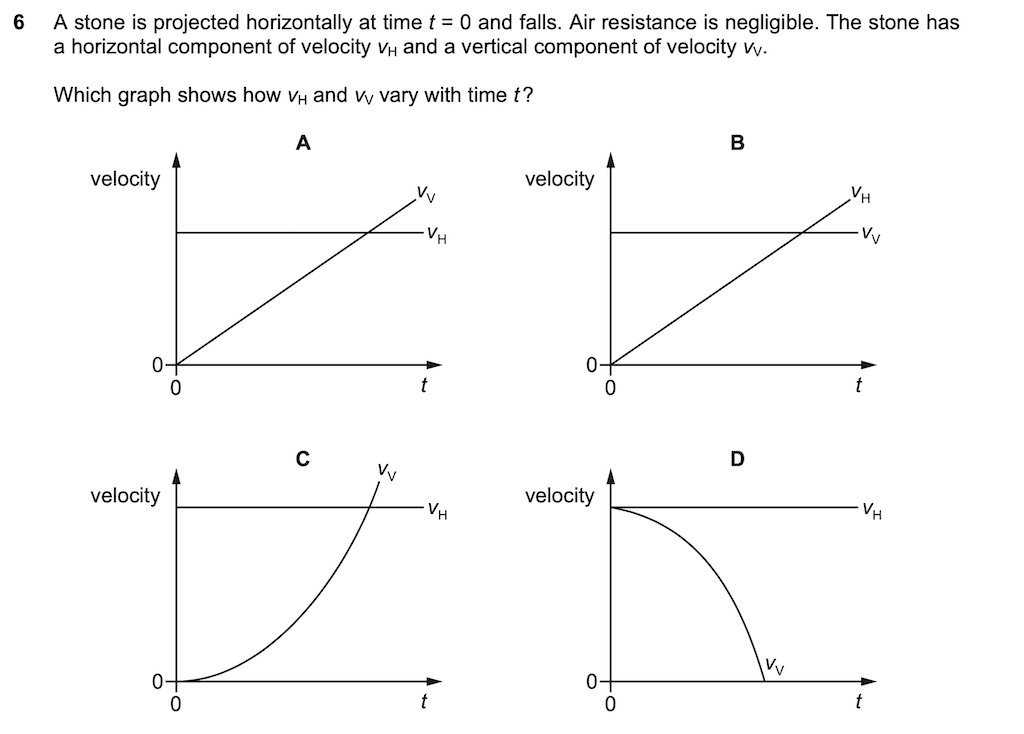 6 A stone is projected horizontally at time t = 0 and falls. Air resistance is negligible. The stone has
a horizontal component of velocity vH and a vertical component of velocity vV.
Which graph shows how vH and vV vary with time t?
A
velocity
vV
vH
0
0
t
B
velocity
vH
vV
0
0
t
C
velocity
vV
vH
0
0
t
D
velocity
vH
vV
0
0
t